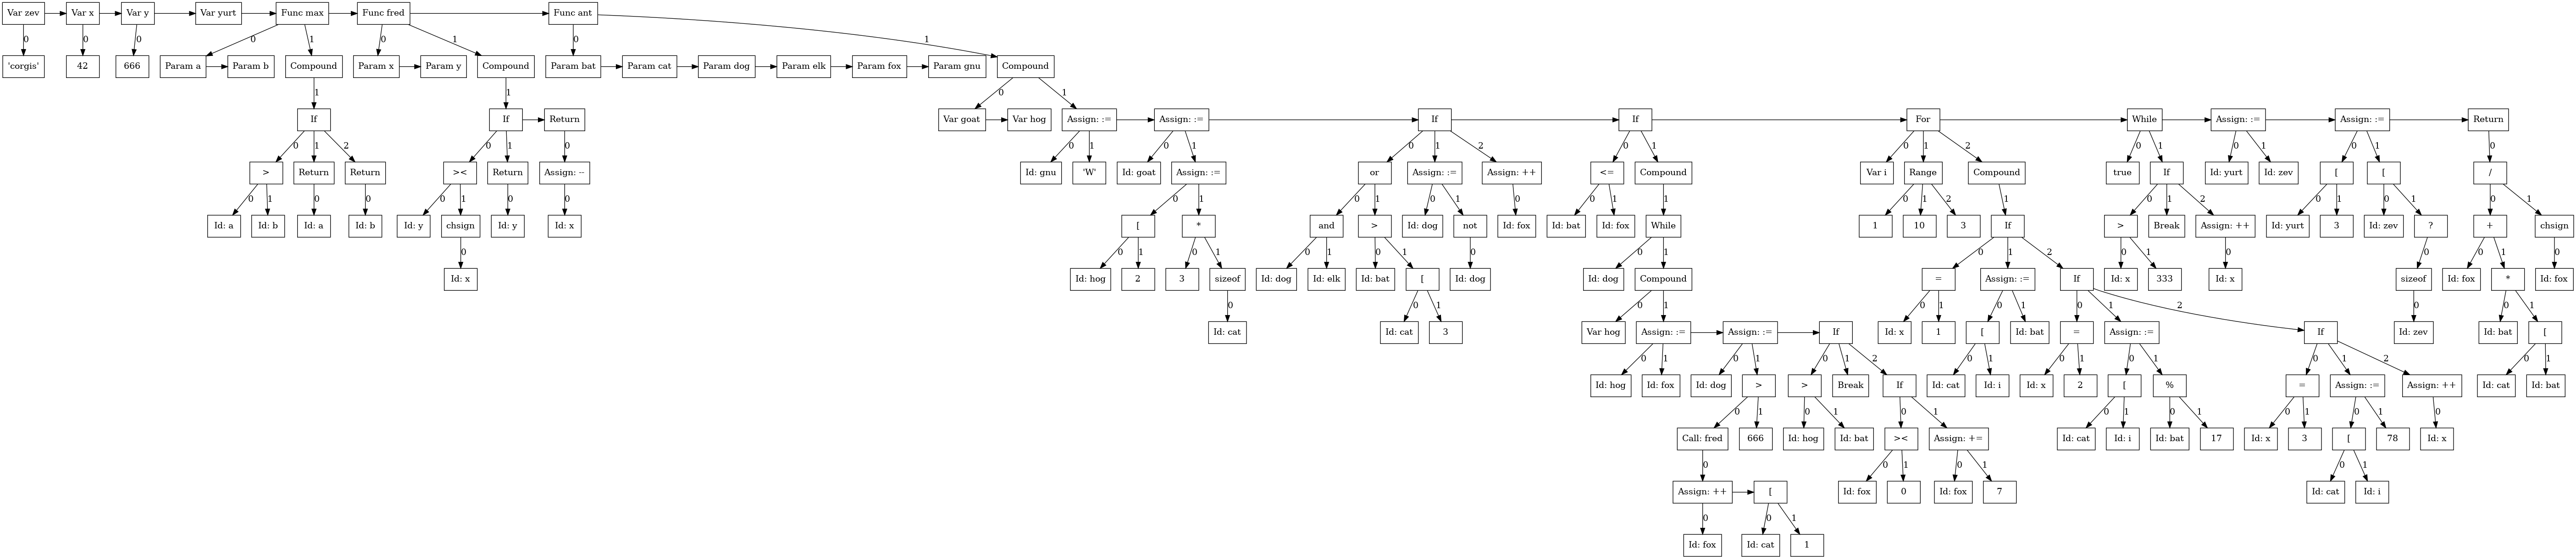 Var zev Var x Var y Var yurt Func max Func fred Func ant
0 0 0 0 1 0 1 0 1
'corgis' 42 666 Param a Param b Compound Param x Param y Compound Param bat Param cat Param dog Param elk Param fox Param gnu Compound
1 1 0 1
If If Return Var goat Var hog Assign: := Assign: := If If For While Assign: := Assign: := Return
0 1 2 0 1 0 0 1 0 1 0 1 2 0 1 0 1 2 0 1 0 1 0 1 0
> Return Return >< Return Assign: -- Id: gnu 'W' Id: goat Assign: := or Assign: := Assign: ++ <= Compound Var i Range Compound true If Id: yurt Id: zev [ [ /
0 1 0 0 0 1 0 0 0 1 0 1 0 1 0 0 1 1 0 1 2 1 0 1 2 0 1 0 1 0 1
Id: a Id: b Id: a Id: b Id: y chsign Id: y Id: x [ * and > Id: dog not Id: fox Id: bat Id: fox While 1 10 3 If > Break Assign: ++ Id: yurt 3 Id: zev ? + chsign
0 0 1 0 1 0 1 0 1 0 0 1 0 1 2 0 1 0 0 0 1 0
Id: x Id: hog 2 3 sizeof Id: dog Id: elk Id: bat [ Id: dog Id: dog Compound = Assign: := If Id: x 333 Id: x sizeof Id: fox * Id: fox
0 0 1 0 1 0 1 0 1 0 1 2 0 0 1
Id: cat Id: cat 3 Var hog Assign: := Assign: := If Id: x 1 [ Id: bat = Assign: := If Id: zev Id: bat [
0 1 0 1 0 1 2 0 1 0 1 0 1 0 1 2 0 1
Id: hog Id: fox Id: dog > > Break If Id: cat Id: i Id: x 2 [ % = Assign: := Assign: ++ Id: cat Id: bat
0 1 0 1 0 1 0 1 0 1 0 1 0 1 0
Call: fred 666 Id: hog Id: bat >< Assign: += Id: cat Id: i Id: bat 17 Id: x 3 [ 78 Id: x
0 0 1 0 1 0 1
Assign: ++ [ Id: fox 0 Id: fox 7 Id: cat Id: i
0 0 1
Id: fox Id: cat 1